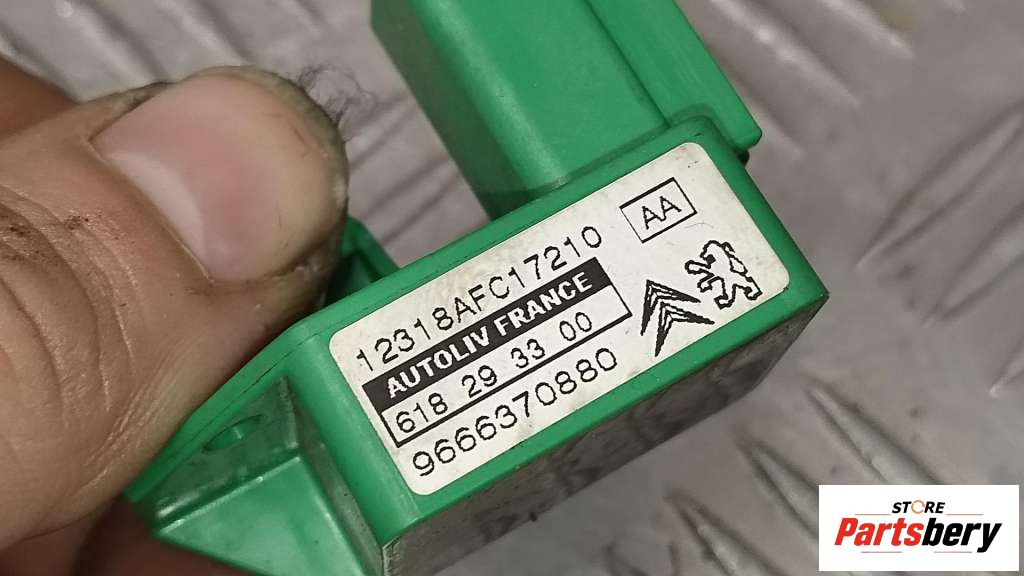 AA
12318AFC17210
AUTOLIV FRANCE
618 29 33 00
9666370880
STORE
Partsbery